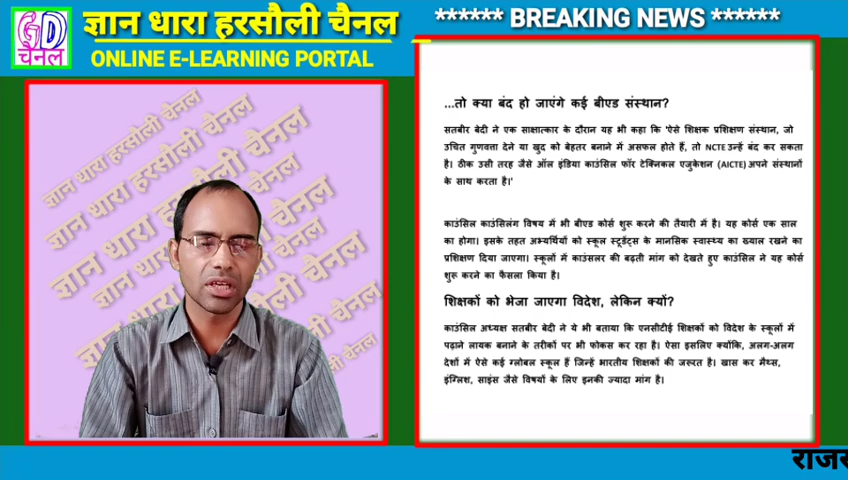 GD
चैनल
ज्ञान धारा हरसौली चैनल
ONLINE E-LEARNING PORTAL
****** BREAKING NEWS ******
ज्ञान धारा हरसौली चैनल
ज्ञान धारा हरसौली चैनल
ज्ञान धारा हरसौली चैनल
...तो क्या बंद हो जाएंगे कई बीएड संस्थान?
सतबीर बेदी ने एक साक्षात्कार के दौरान यह भी कहा कि 'ऐसे शिक्षक प्रशिक्षण संस्थान, जो
उचित गुणवत्ता देने या खुद को बेहतर बनाने में असफल होते हैं, तो NCTE उन्हें बंद कर सकता
है। ठीक उसी तरह जैसे ऑल इंडिया काउंसिल फॉर टेक्निकल एजुकेशन (AICTE) अपने संस्थानों
के साथ करता है।'
काउंसिल काउंसिलिंग विषय में भी बीएड कोर्स शुरू करने की तैयारी में है। यह कोर्स एक साल
का होगा। इसके तहत अभ्यर्थियों को स्कूल स्टूडेंट्स के मानसिक स्वास्थ्य का ख्याल रखने का
प्रशिक्षण दिया जाएगा। स्कूलों में काउंसलर की बढ़ती मांग को देखते हुए काउंसिल ने यह कोर्स
शुरू करने का फैसला किया है।
शिक्षकों को भेजा जाएगा विदेश, लेकिन क्यों?
काउंसिल अध्यक्ष सतबीर बेदी ने ये भी बताया कि एनसीटीई शिक्षकों को विदेश के स्कूलों में
पढ़ाने लायक बनाने के तरीकों पर भी फोकस कर रहा है। ऐसा इसलिए क्योंकि, अलग-अलग
देशों में ऐसे कई ग्लोबल स्कूल हैं जिन्हें भारतीय शिक्षकों की जरूरत है। खास कर मैथ्स,
इंग्लिश, साइंस जैसे विषयों के लिए इनकी ज्यादा मांग है।